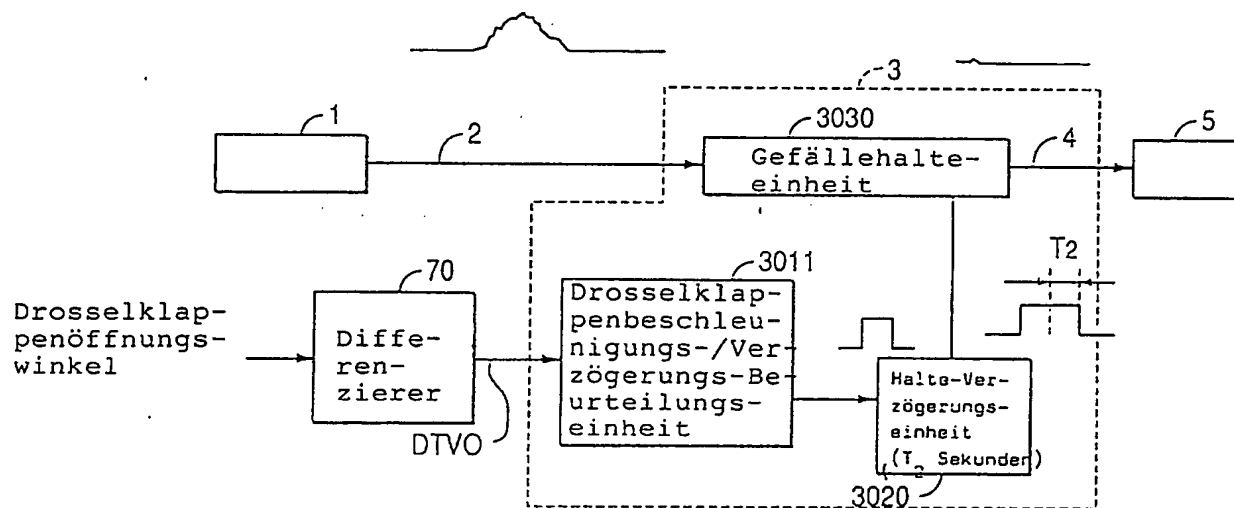 3
1
2
3030
4
5
Gefällehalte-
einheit
T2
70
3011
Drosselklap-
penöffnungs-
winkel
Diffe-
ren-
zierer
DTVO
Drosselklap-
penbeschleu-
nigungs-/Ver-
zögerungs-Be-
urteilungs-
einheit
Halte-Ver-
zögerungs-
einheit
(T2 Sekunder)
3020